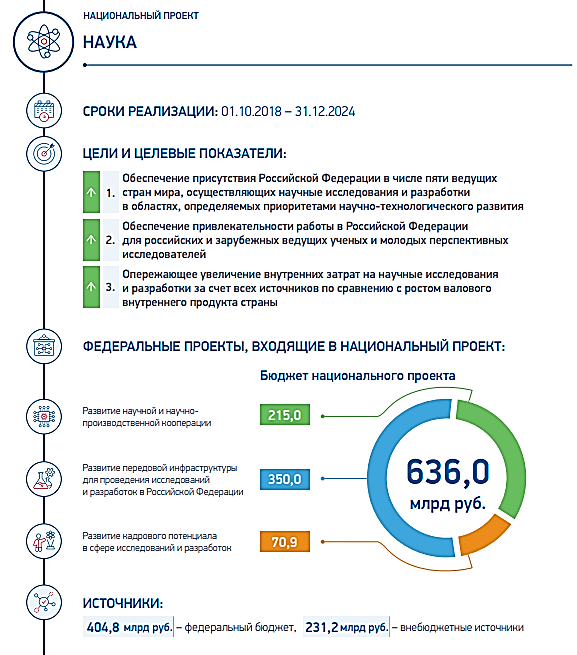 НАЦИОНАЛЬНЫЙ ПРОЕКТ
НАУКА
СРОКИ РЕАЛИЗАЦИИ: 01.10.2018 – 31.12.2024
ЦЕЛИ И ЦЕЛЕВЫЕ ПОКАЗАТЕЛИ:
1. Обеспечение присутствия Российской Федерации в числе пяти ведущих
стран мира, осуществляющих научные исследования и разработки
в областях, определяемых приоритетами научно-технологического развития
2. Обеспечение привлекательности работы в Российской Федерации
для российских и зарубежных ведущих ученых и молодых перспективных
исследователей
3. Опережающее увеличение внутренних затрат на научные исследования
и разработки за счет всех источников по сравнению с ростом валового
внутреннего продукта страны
ФЕДЕРАЛЬНЫЕ ПРОЕКТЫ, ВХОДЯЩИЕ В НАЦИОНАЛЬНЫЙ ПРОЕКТ:
Бюджет национального проекта
Развитие научной и научно-
производственной кооперации
215,0
Развитие передовой инфраструктуры
для проведения исследований
и разработок в Российской Федерации
350,0
Развитие кадрового потенциала
в сфере исследований и разработок
70,9
636,0
млрд руб.
ИСТОЧНИКИ:
404,8 млрд руб. – федеральный бюджет, 231,2 млрд руб. – внебюджетные источники